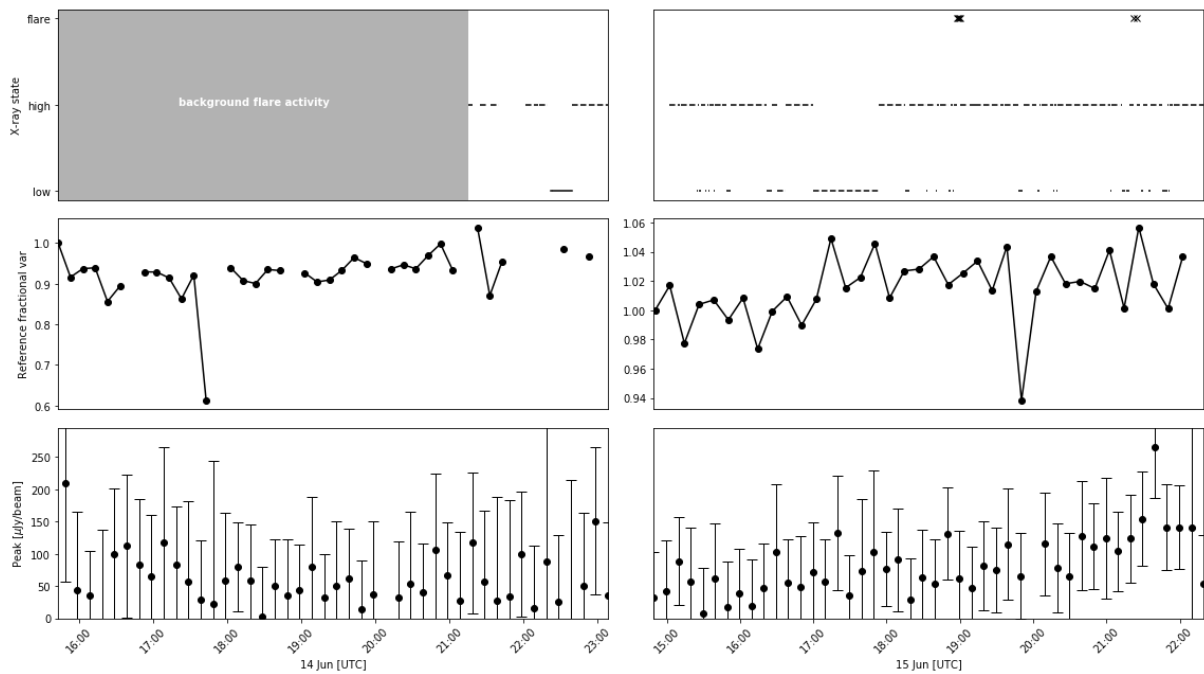 flare
high
low
X-ray state
background flare activity
1.0
0.9
0.8
0.7
0.6
Reference fractional var
1.06
1.04
1.02
1.00
0.98
0.96
0.94
250
200
150
100
50
0
Peak [μJy/beam]
16:00 17:00 18:00 19:00 20:00 21:00 22:00 23:00
14 Jun [UTC]
15:00 16:00 17:00 18:00 19:00 20:00 21:00 22:00
15 Jun [UTC]